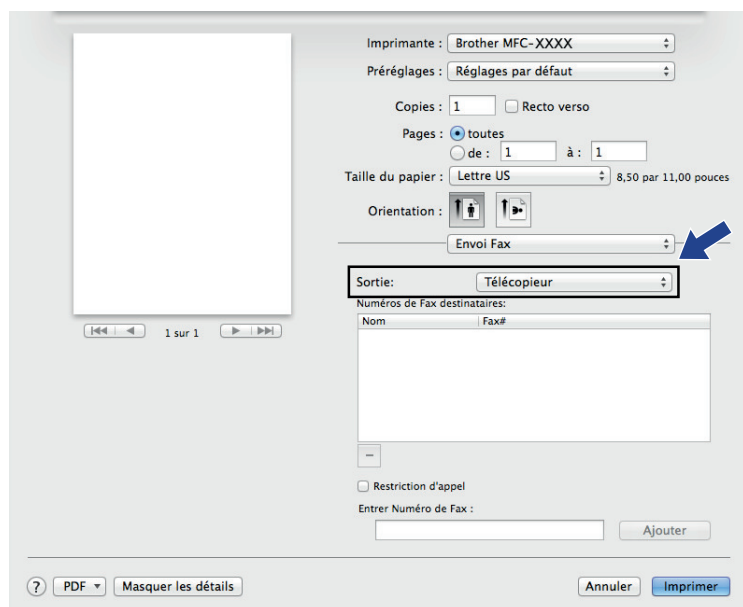 Imprimante : Brother MFC-XXXX
Préréglages : Réglages par défaut
Copies : 1 Recto verso
Pages : toutes
de : 1 à : 1
Taille du papier : Lettre US 8,50 par 11,00 pouces
Orientation :
Envoi Fax
Sortie: Télécopieur
Numéros de Fax destinataires:
Nom Fax#
1 sur 1
Restriction d'appel
Entrer Numéro de Fax :
Ajouter
? PDF Masquer les détails Annuler Imprimer